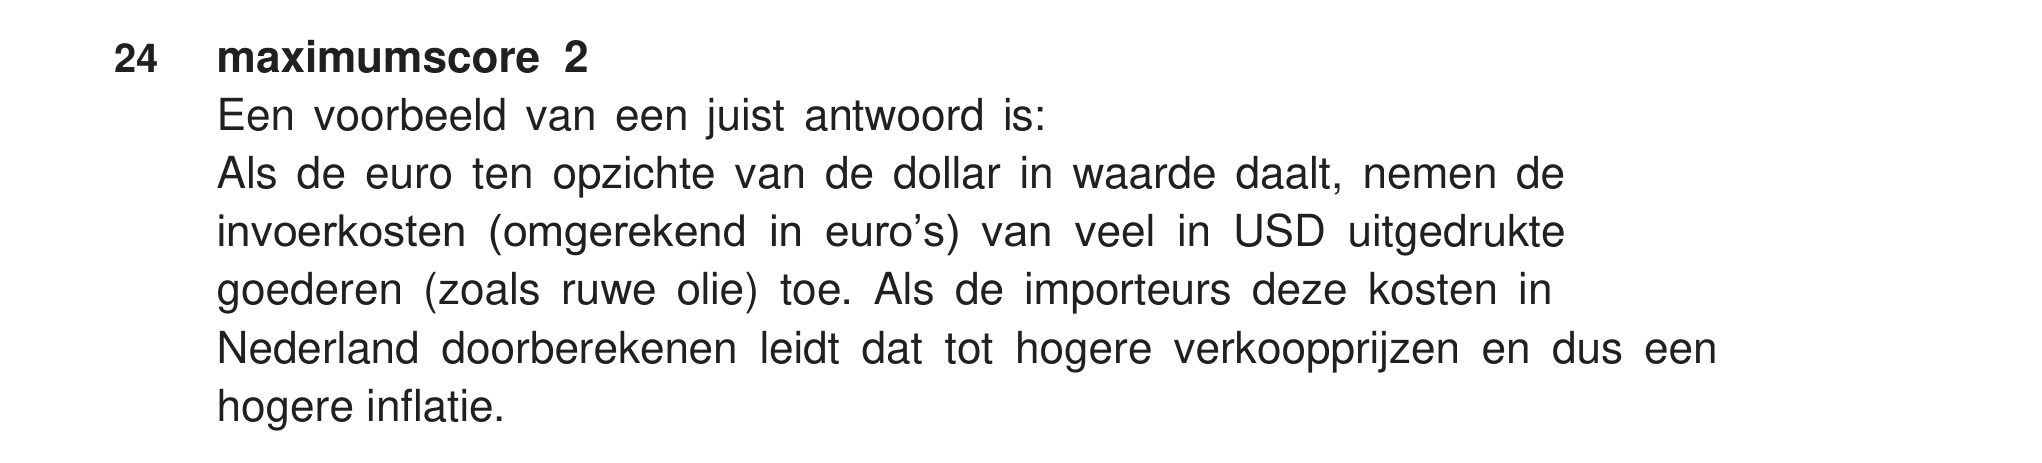 24 maximumscore 2
Een voorbeeld van een juist antwoord is:
Als de euro ten opzichte van de dollar in waarde daalt, nemen de
invoerkosten (omgerekend in euro’s) van veel in USD uitgedrukte
goederen (zoals ruwe olie) toe. Als de importeurs deze kosten in
Nederland doorberekenen leidt dat tot hogere verkoopprijzen en dus een
hogere inflatie.